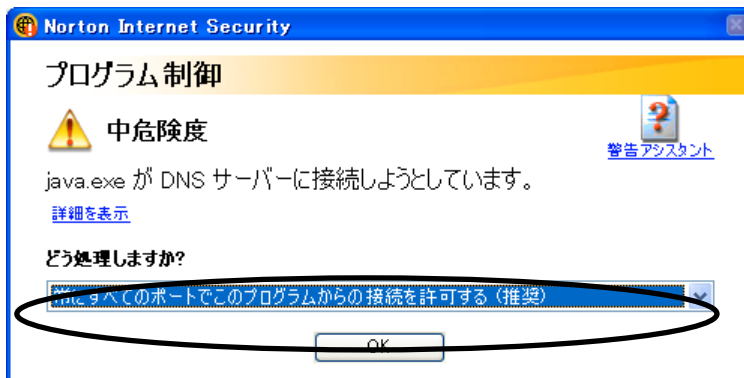 Norton Internet Security
プログラム制御
中危険度
警告アシスタント
java.exe が DNS サーバーに接続しようとしています。
詳細を表示
どう処理しますか?
常にすべてのポートでこのプログラムからの接続を許可する (推奨)
OK